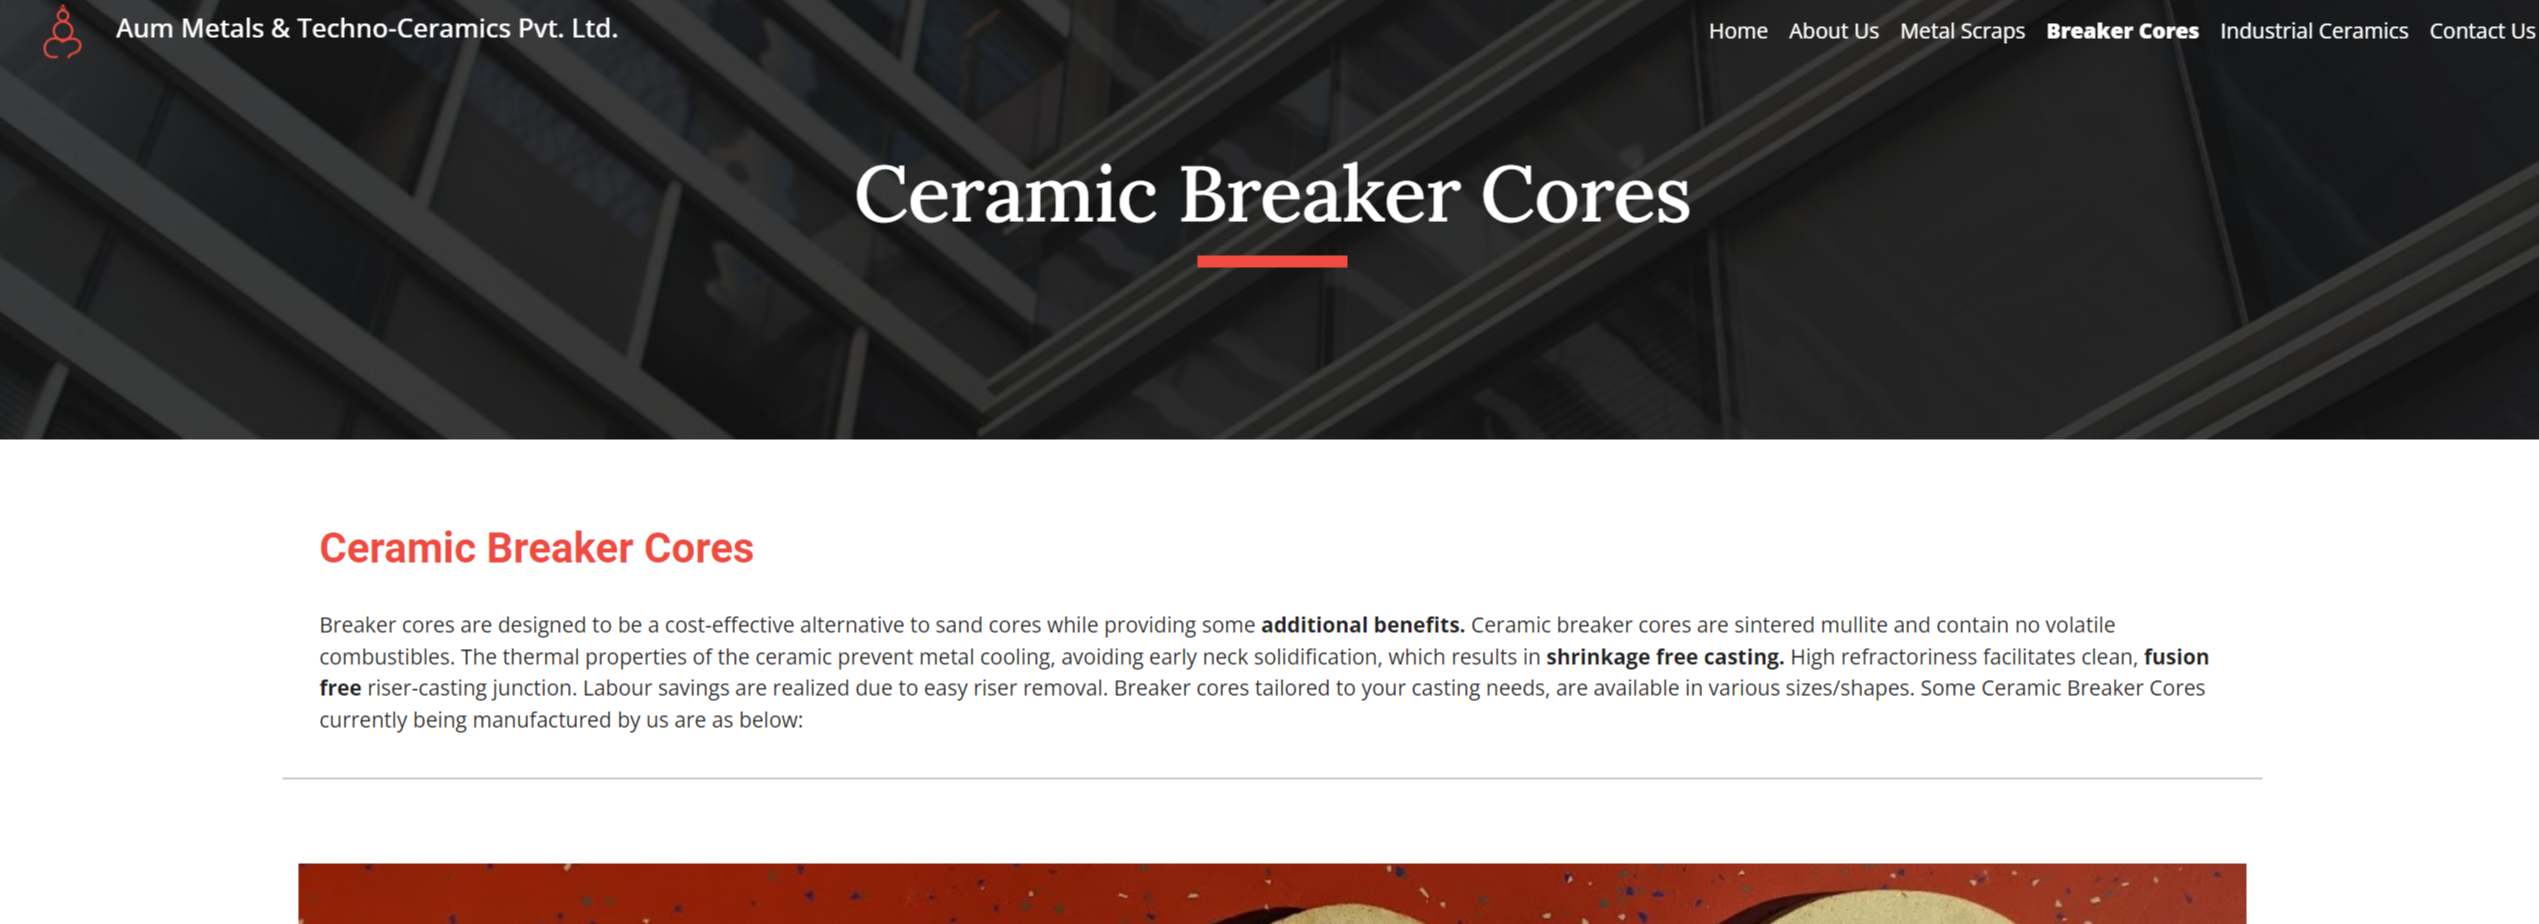 Aum Metals & Techno-Ceramics Pvt. Ltd.
Home About Us Metal Scraps Breaker Cores Industrial Ceramics Contact Us
Ceramic Breaker Cores
Ceramic Breaker Cores
Breaker cores are designed to be a cost-effective alternative to sand cores while providing some additional benefits. Ceramic breaker cores are sintered mullite and contain no volatile
combustibles. The thermal properties of the ceramic prevent metal cooling, avoiding early neck solidification, which results in shrinkage free casting. High refractoriness facilitates clean, fusion
free riser-casting junction. Labour savings are realized due to easy riser removal. Breaker cores tailored to your casting needs, are available in various sizes/shapes. Some Ceramic Breaker Cores
currently being manufactured by us are as below: